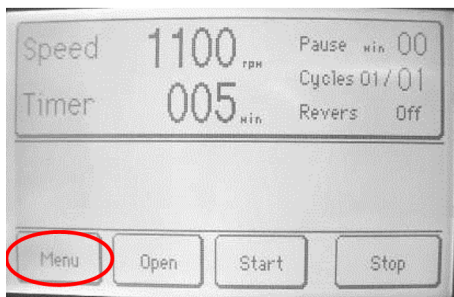 Speed 1100 rpm Pause min 00
Cycles 01/01
Timer 005 min Revers Off
Menu Open Start Stop